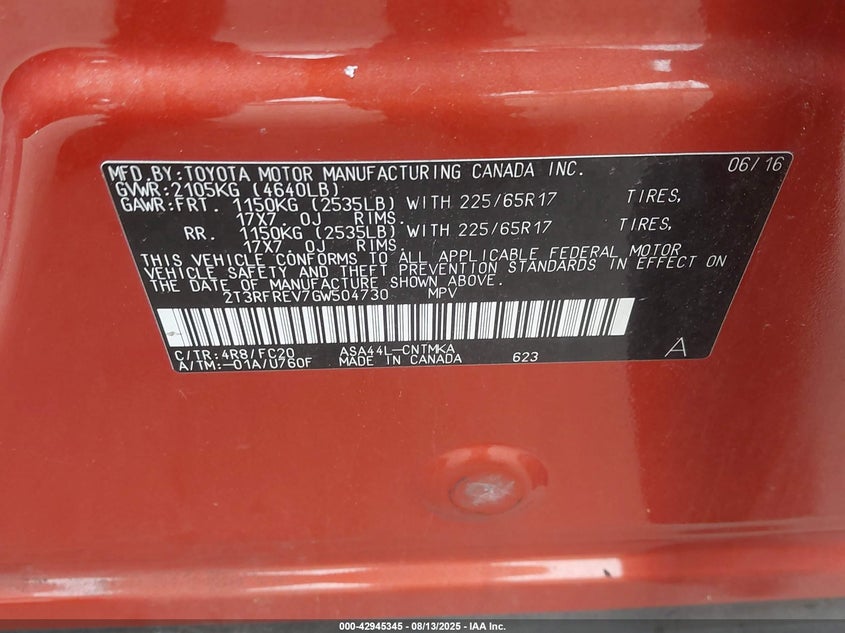 MFD.BY:TOYOTA MOTOR MANUFACTURING CANADA INC. 06/16
GVWR:2105KG (4640LB)
GAWR:FRT. 1150KG (2535LB) WITH 225/65R17 TIRES,
17X7.0J RIMS.
RR. 1150KG (2535LB) WITH 225/65R17 TIRES,
17X7.0J RIMS.
THIS VEHICLE CONFORMS TO ALL APPLICABLE FEDERAL MOTOR
VEHICLE SAFETY AND THEFT PREVENTION STANDARDS IN EFFECT ON
THE DATE OF MANUFACTURE SHOWN ABOVE.
2T3RFREV7GW504730 MPV
C/TR:4R8/FC20 ASA44L-CNTMKA
A/TM:-01A/U760F MADE IN CANADA 623 A
000-42945345 - 08/13/2025 - IAA Inc.